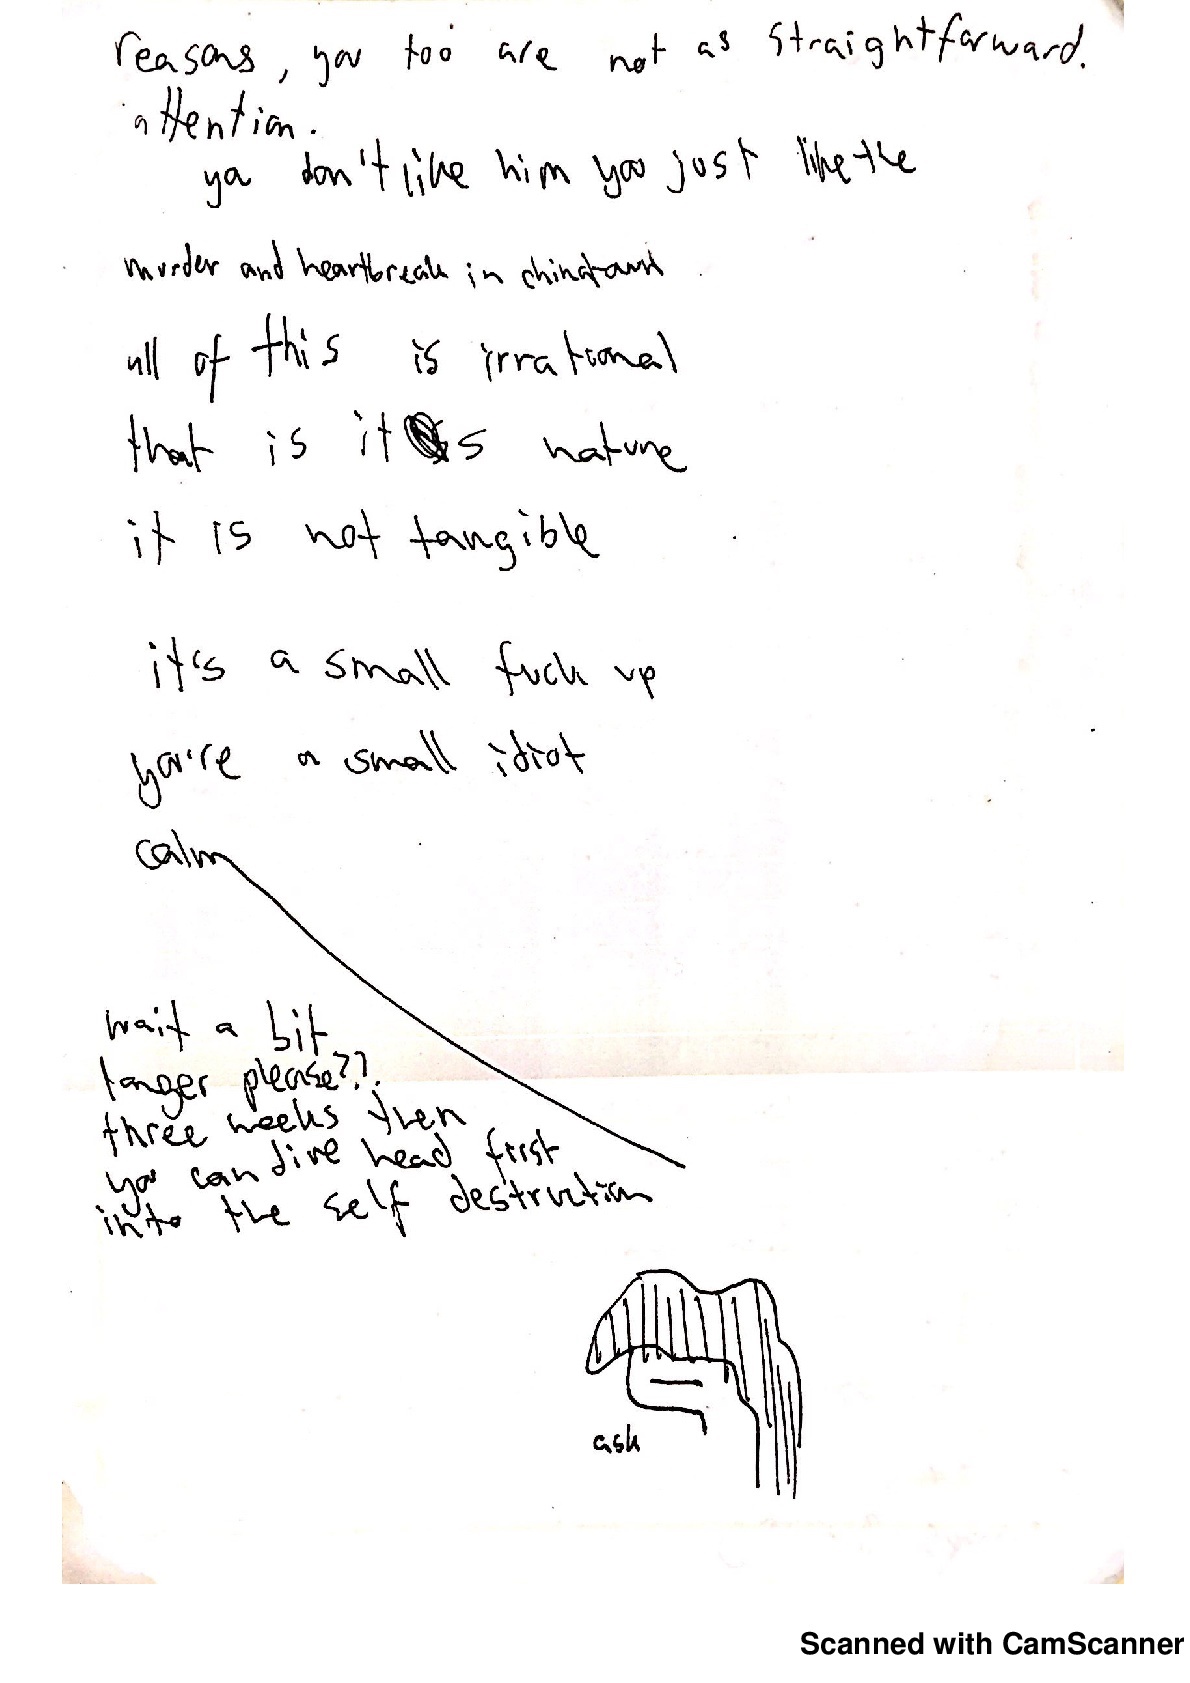 reasons, you too are not as straightforward.
attention.
ya don't like him you just like the
murder and heartbreak in chinatown
all of this is irrational
that is its nature
it is not tangible
it's a small fuck up
you're a small idiot
calm
wait a bit
longer please??
three weeks then
you can dive head first
into the self destruction
ask
Scanned with CamScanner